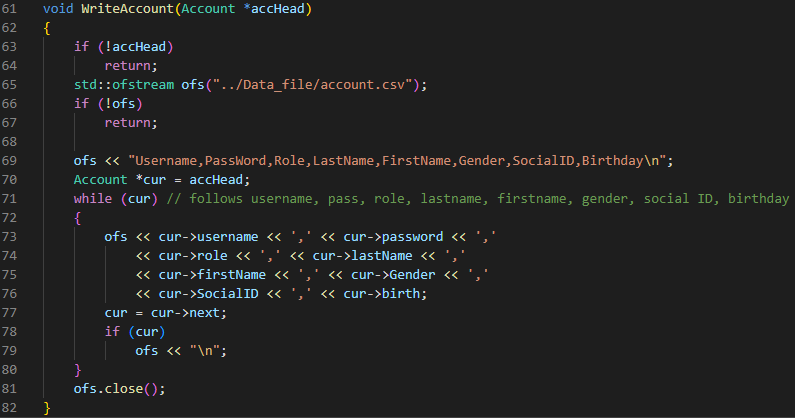 61 void WriteAccount(Account *accHead)
62 {
63     if (!accHead)
64         return;
65     std::ofstream ofs("../Data_file/account.csv");
66     if (!ofs)
67         return;
68
69     ofs << "Username,PassWord,Role,LastName,FirstName,Gender,SocialID,Birthday\n";
70     Account *cur = accHead;
71     while (cur) // follows username, pass, role, lastname, firstname, gender, social ID, birthday
72     {
73         ofs << cur->username << ',' << cur->password << ','
74             << cur->role << ',' << cur->lastName << ','
75             << cur->firstName << ',' << cur->Gender << ','
76             << cur->SocialID << ',' << cur->birth;
77         cur = cur->next;
78         if (cur)
79             ofs << "\n";
80     }
81     ofs.close();
82 }